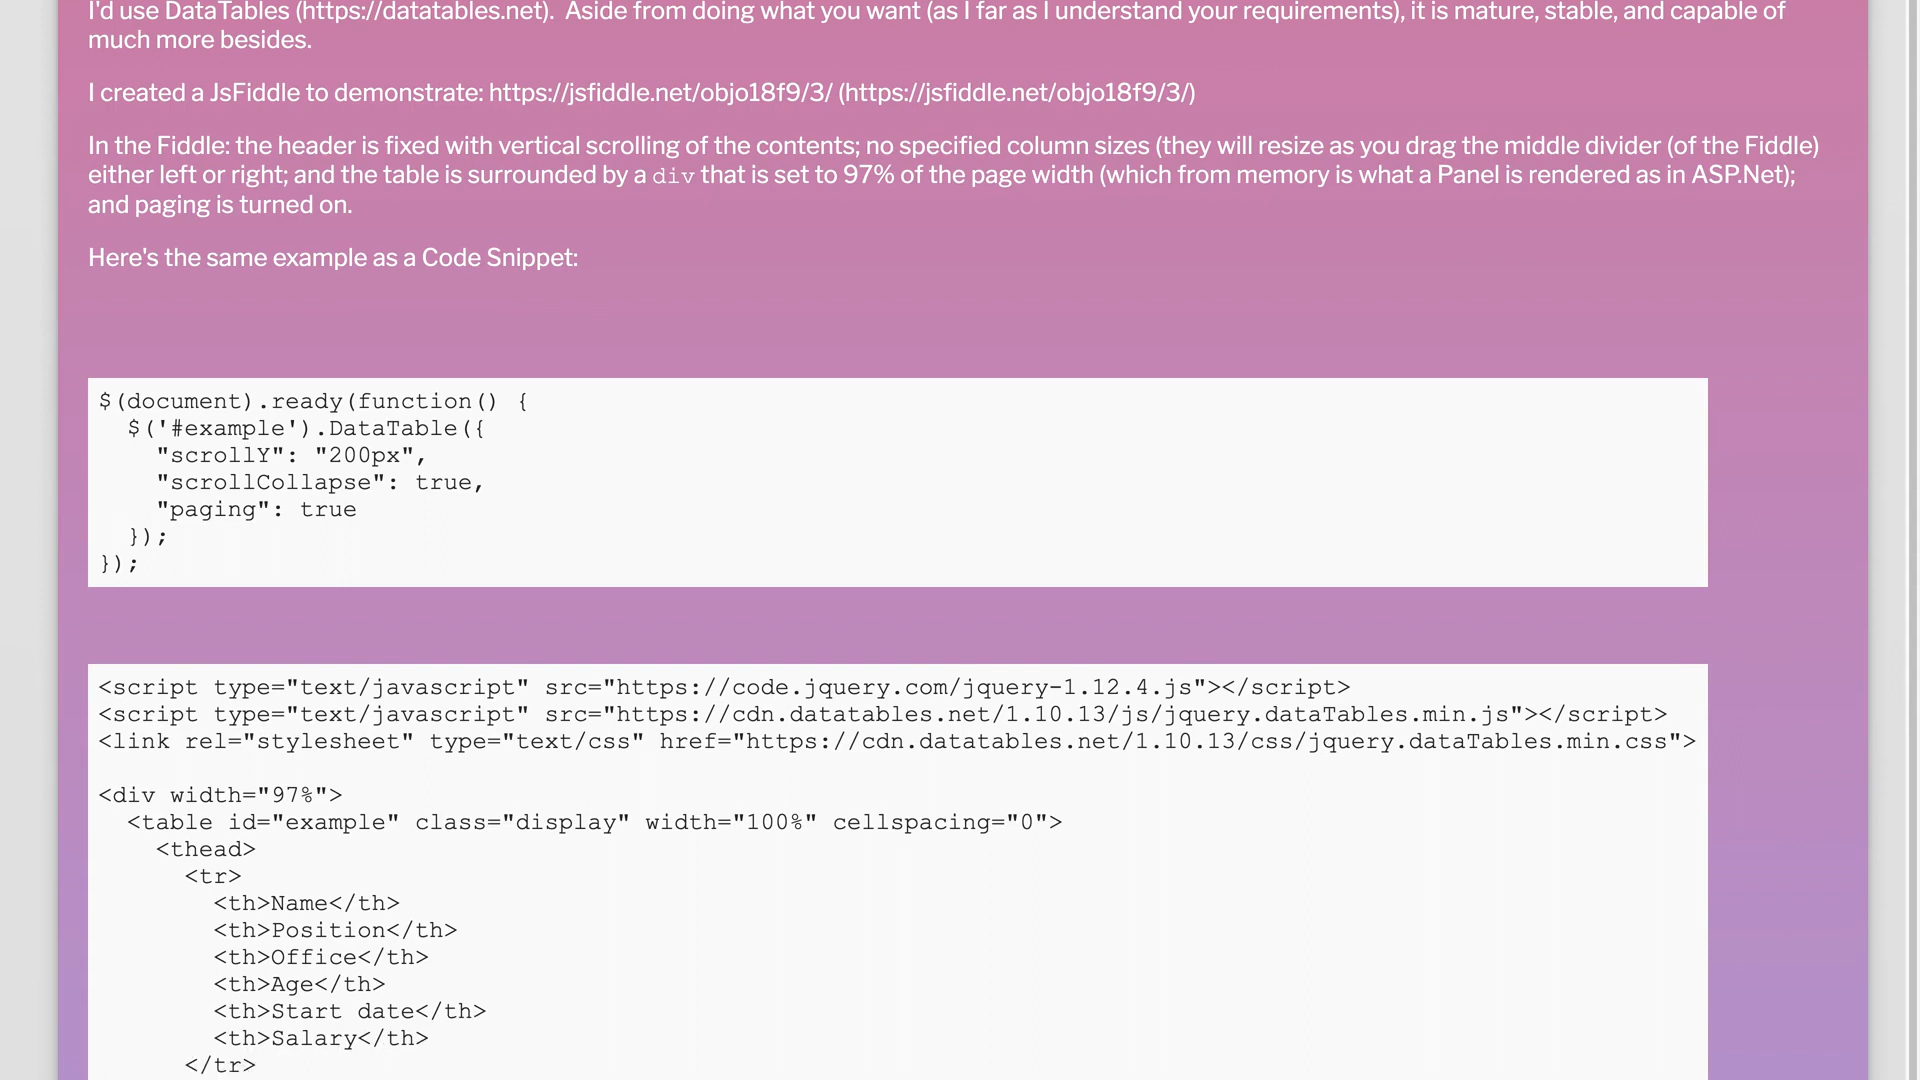 I'd use DataTables (https://datatables.net).  Aside from doing what you want (as I far as I understand your requirements), it is mature, stable, and capable of
much more besides.
I created a JsFiddle to demonstrate: https://jsfiddle.net/objo18f9/3/ (https://jsfiddle.net/objo18f9/3/)
In the Fiddle: the header is fixed with vertical scrolling of the contents; no specified column sizes (they will resize as you drag the middle divider (of the Fiddle)
either left or right; and the table is surrounded by a div that is set to 97% of the page width (which from memory is what a Panel is rendered as in ASP.Net);
and paging is turned on.
Here's the same example as a Code Snippet:
$(document).ready(function() {
  $('#example').DataTable({
    "scrollY": "200px",
    "scrollCollapse": true,
    "paging": true
  });
});
<script type="text/javascript" src="https://code.jquery.com/jquery-1.12.4.js"></script>
<script type="text/javascript" src="https://cdn.datatables.net/1.10.13/js/jquery.dataTables.min.js"></script>
<link rel="stylesheet" type="text/css" href="https://cdn.datatables.net/1.10.13/css/jquery.dataTables.min.css">
<div width="97%">
  <table id="example" class="display" width="100%" cellspacing="0">
    <thead>
      <tr>
        <th>Name</th>
        <th>Position</th>
        <th>Office</th>
        <th>Age</th>
        <th>Start date</th>
        <th>Salary</th>
      </tr>